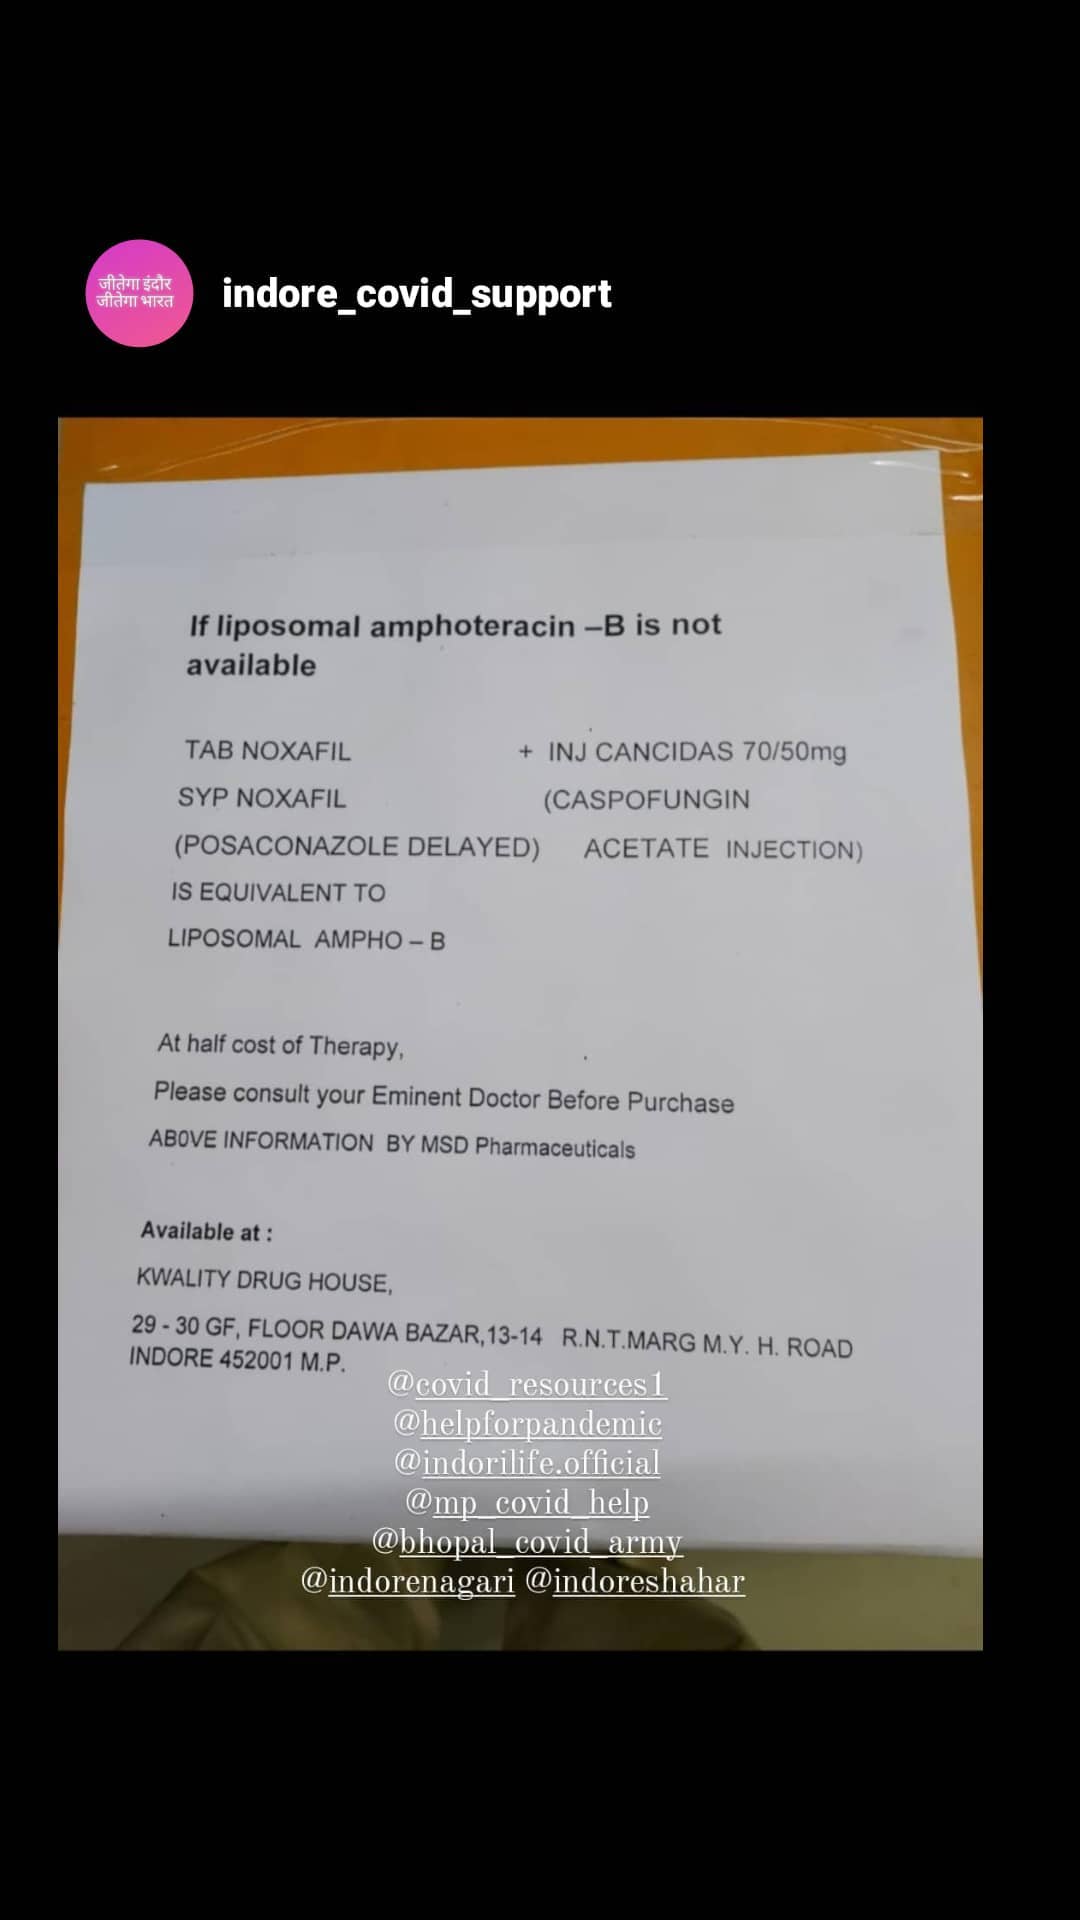 जीतेगा इंदौर
जीतेगा भारत
indore_covid_support
If liposomal amphoteracin –B is not
available
TAB NOXAFIL + INJ CANCIDAS 70/50mg
SYP NOXAFIL (CASPOFUNGIN
(POSACONAZOLE DELAYED) ACETATE INJECTION)
IS EQUIVALENT TO
LIPOSOMAL AMPHO – B
At half cost of Therapy,
Please consult your Eminent Doctor Before Purchase
AB0VE INFORMATION BY MSD Pharmaceuticals
Available at :
KWALITY DRUG HOUSE,
29 - 30 GF, FLOOR DAWA BAZAR,13-14 R.N.T.MARG M.Y. H. ROAD
INDORE 452001 M.P.
@covid_resources1
@helpforpandemic
@indorilife.official
@mp_covid_help
@bhopal_covid_army
@indorenagari @indoreshahar